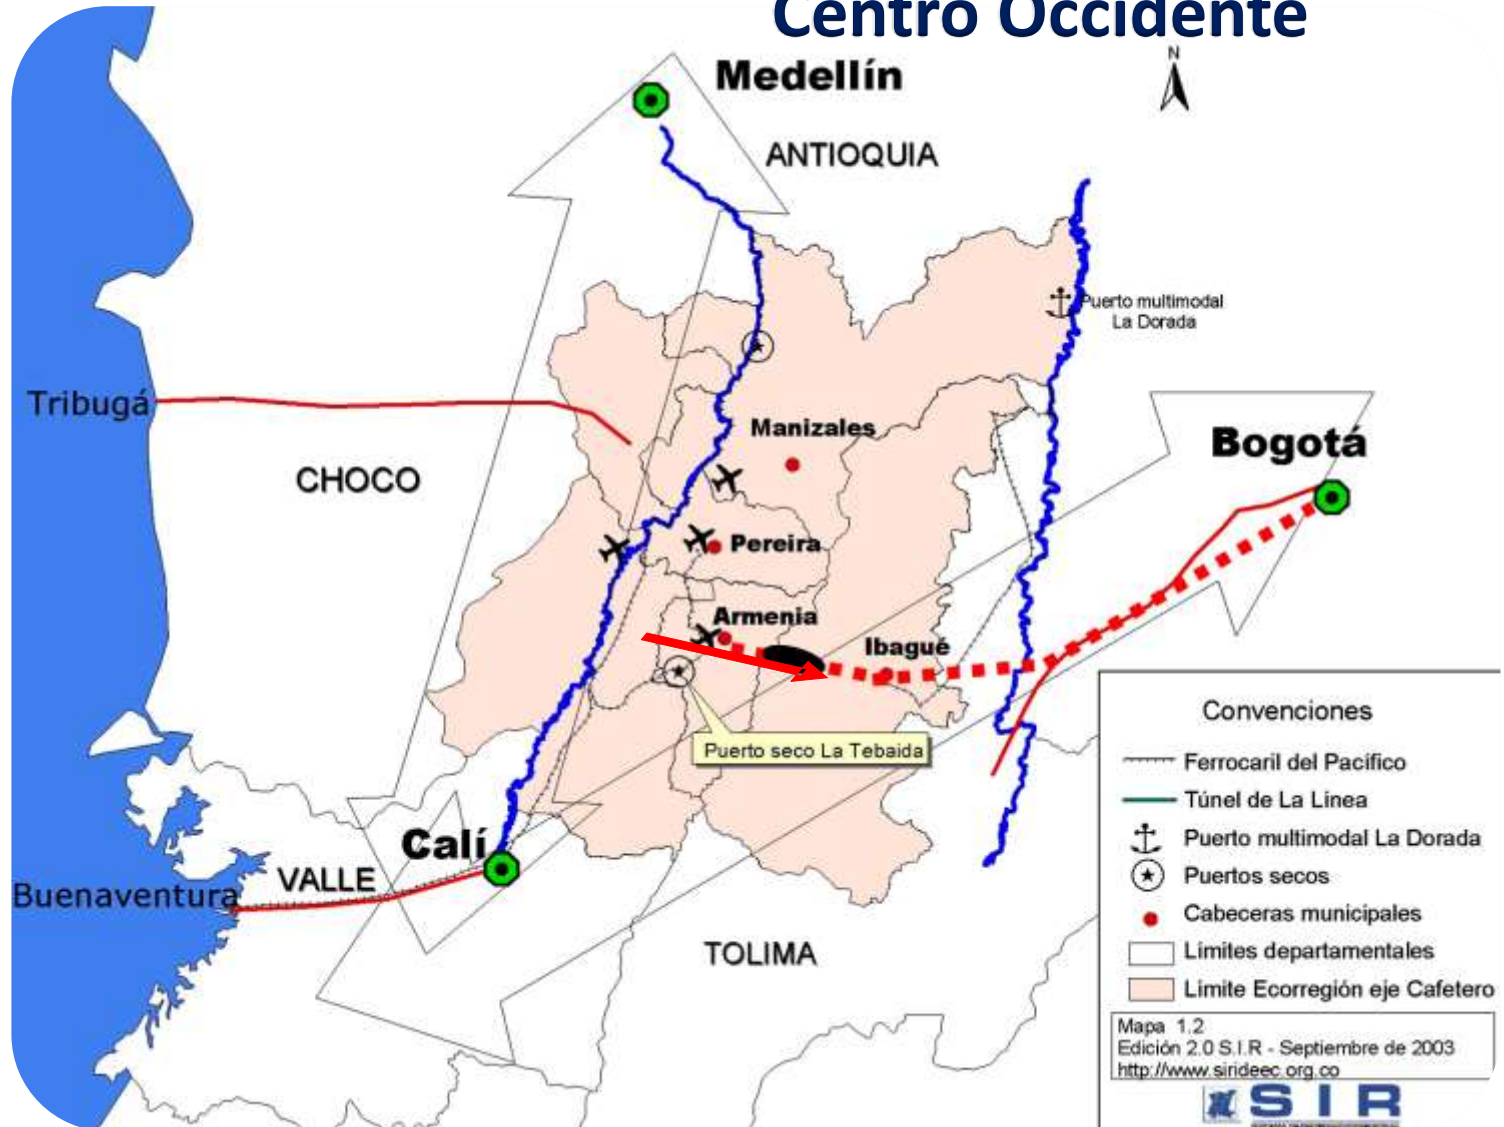 Centro Occidente
N
Medellín
ANTIOQUIA
Puerto multimodal
La Dorada
Tribugá
Manizales
Bogotá
CHOCO
Pereira
Armenia
Ibagué
Puerto seco La Tebaida
Calí
VALLE
Buenaventura
TOLIMA
Convenciones
Ferrocaril del Pacífico
Túnel de La Linea
Puerto multimodal La Dorada
Puertos secos
Cabeceras municipales
Limites departamentales
Limite Ecorregión eje Cafetero
Mapa 1.2
Edición 2.0 S.I.R - Septiembre de 2003
http://www.sirideec.org.co
SIR